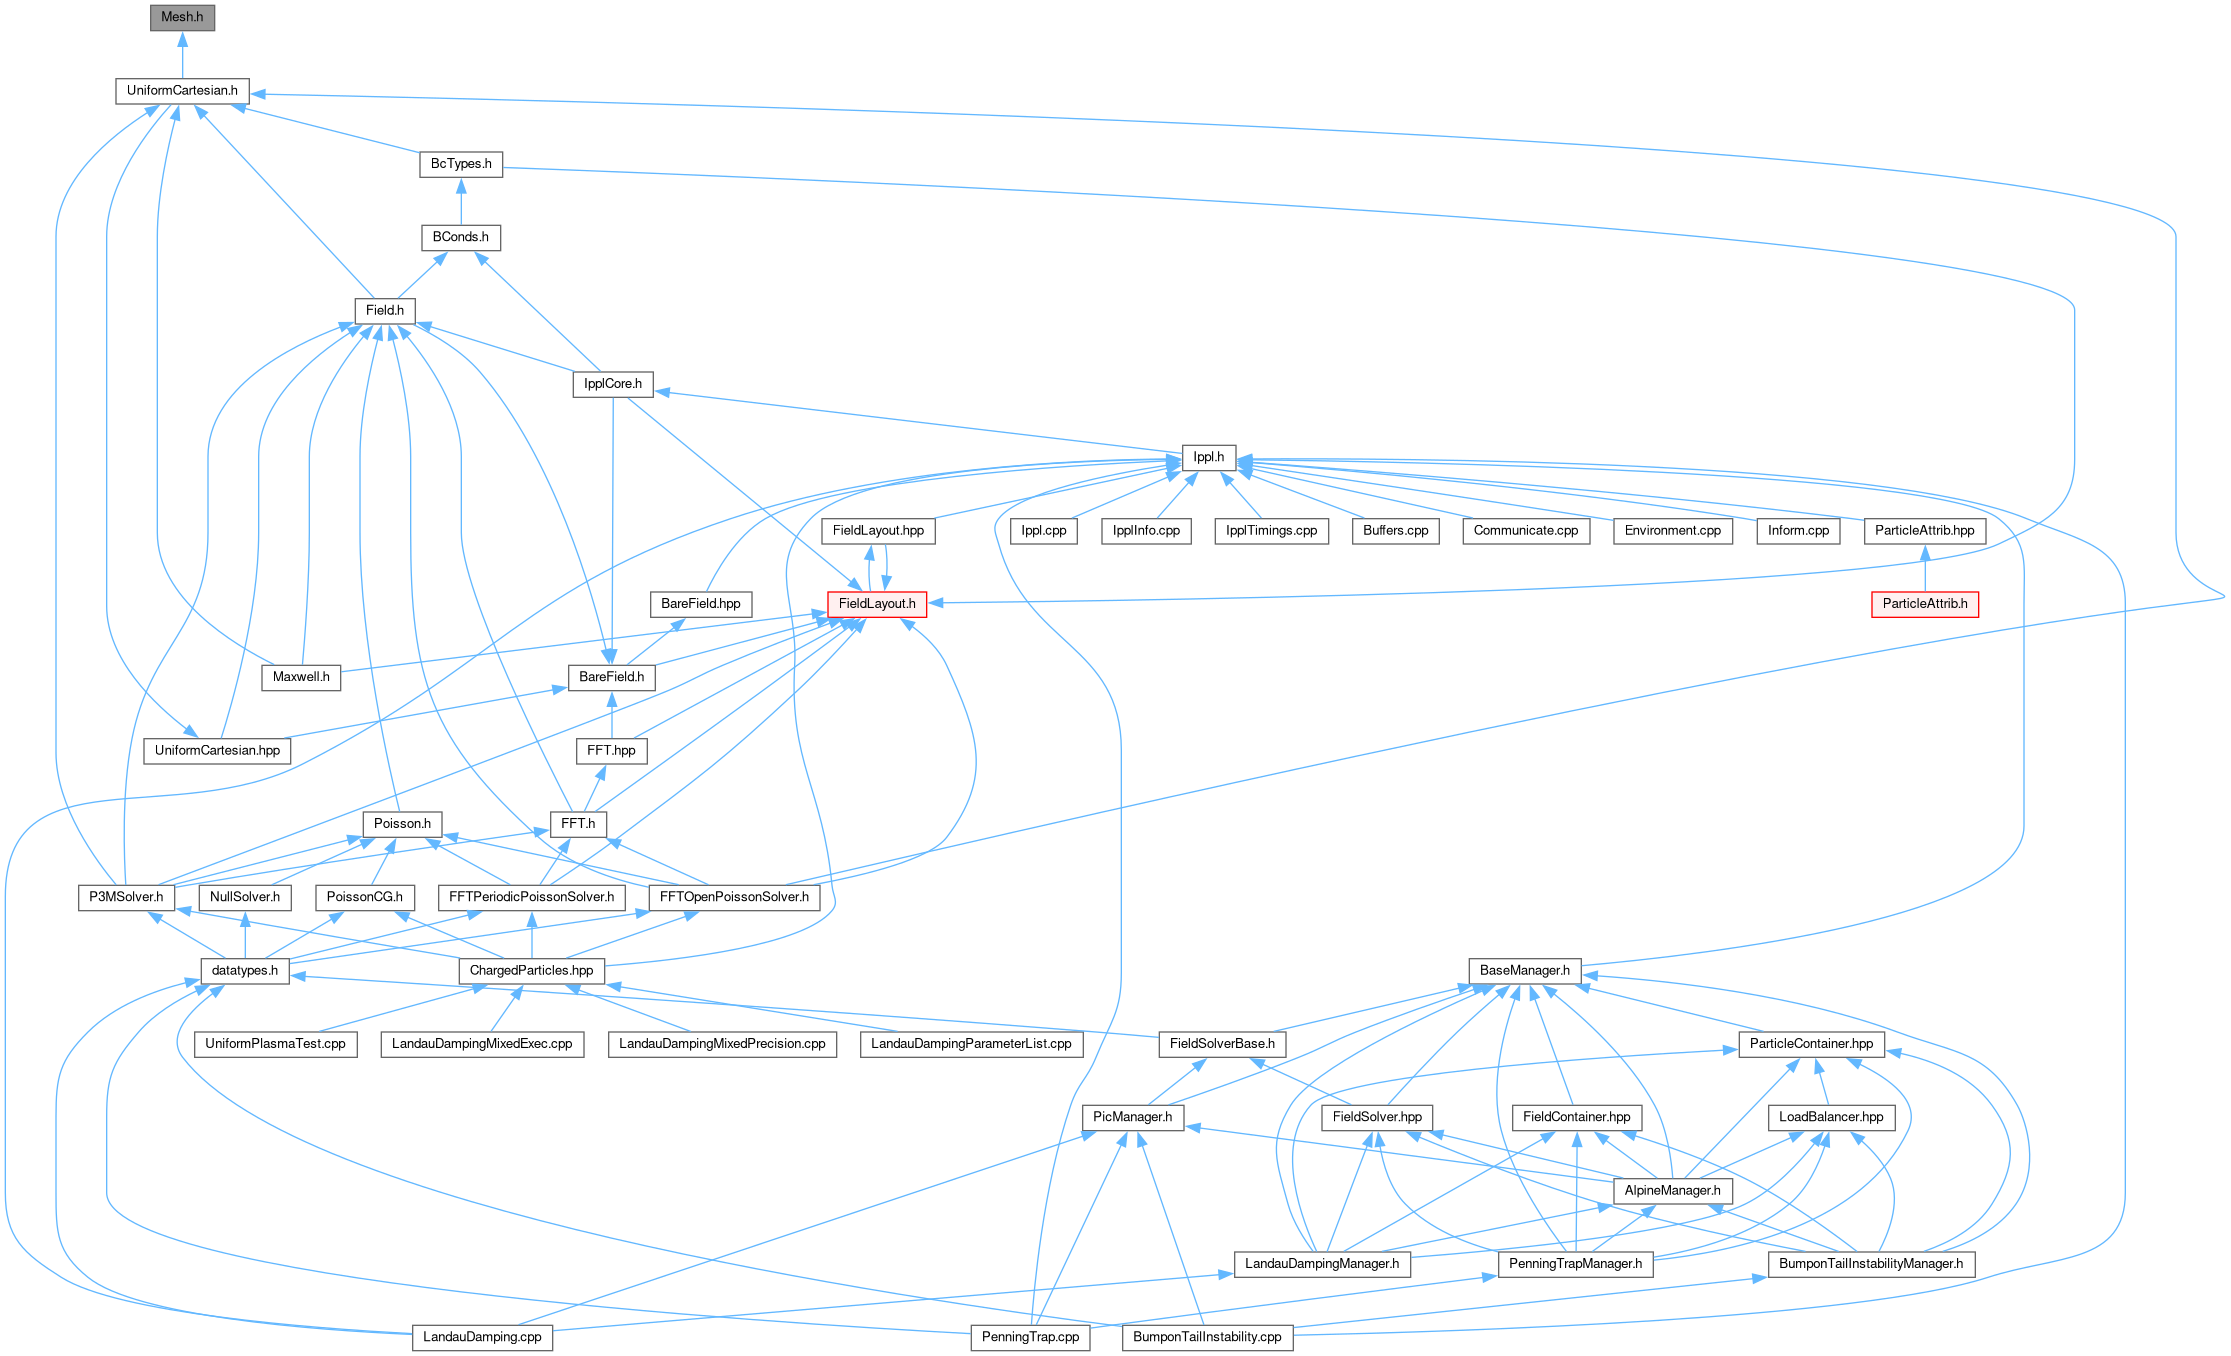 Mesh.h
UniformCartesian.h
BcTypes.h
BConds.h
Field.h
IpplCore.h
Ippl.h
FieldLayout.hpp
Ippl.cpp
IpplInfo.cpp
IpplTimings.cpp
Buffers.cpp
Communicate.cpp
Environment.cpp
Inform.cpp
ParticleAttrib.hpp
BareField.hpp
FieldLayout.h
ParticleAttrib.h
Maxwell.h
BareField.h
UniformCartesian.hpp
FFT.hpp
Poisson.h
FFT.h
P3MSolver.h
NullSolver.h
PoissonCG.h
FFTPeriodicPoissonSolver.h
FFTOpenPoissonSolver.h
datatypes.h
ChargedParticles.hpp
BaseManager.h
UniformPlasmaTest.cpp
LandauDampingMixedExec.cpp
LandauDampingMixedPrecision.cpp
LandauDampingParameterList.cpp
FieldSolverBase.h
ParticleContainer.hpp
PicManager.h
FieldSolver.hpp
FieldContainer.hpp
LoadBalancer.hpp
AlpineManager.h
LandauDampingManager.h
PenningTrapManager.h
BumponTailInstabilityManager.h
LandauDamping.cpp
PenningTrap.cpp
BumponTailInstability.cpp